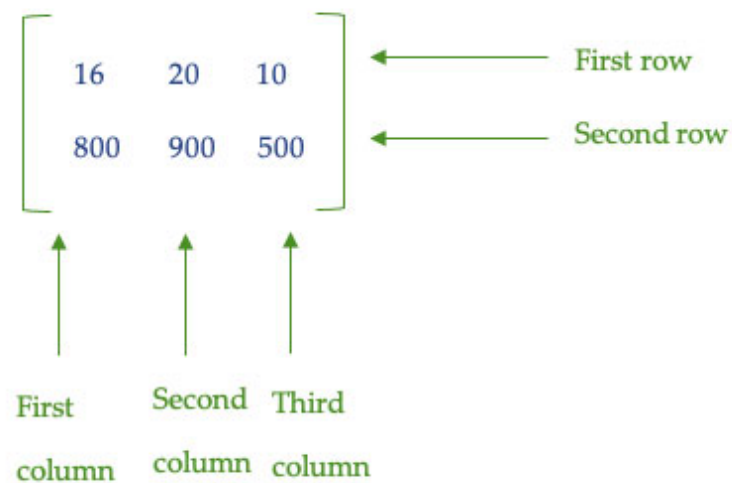 16 20 10
First row
800 900 500
Second row
First column
Second column
Third column